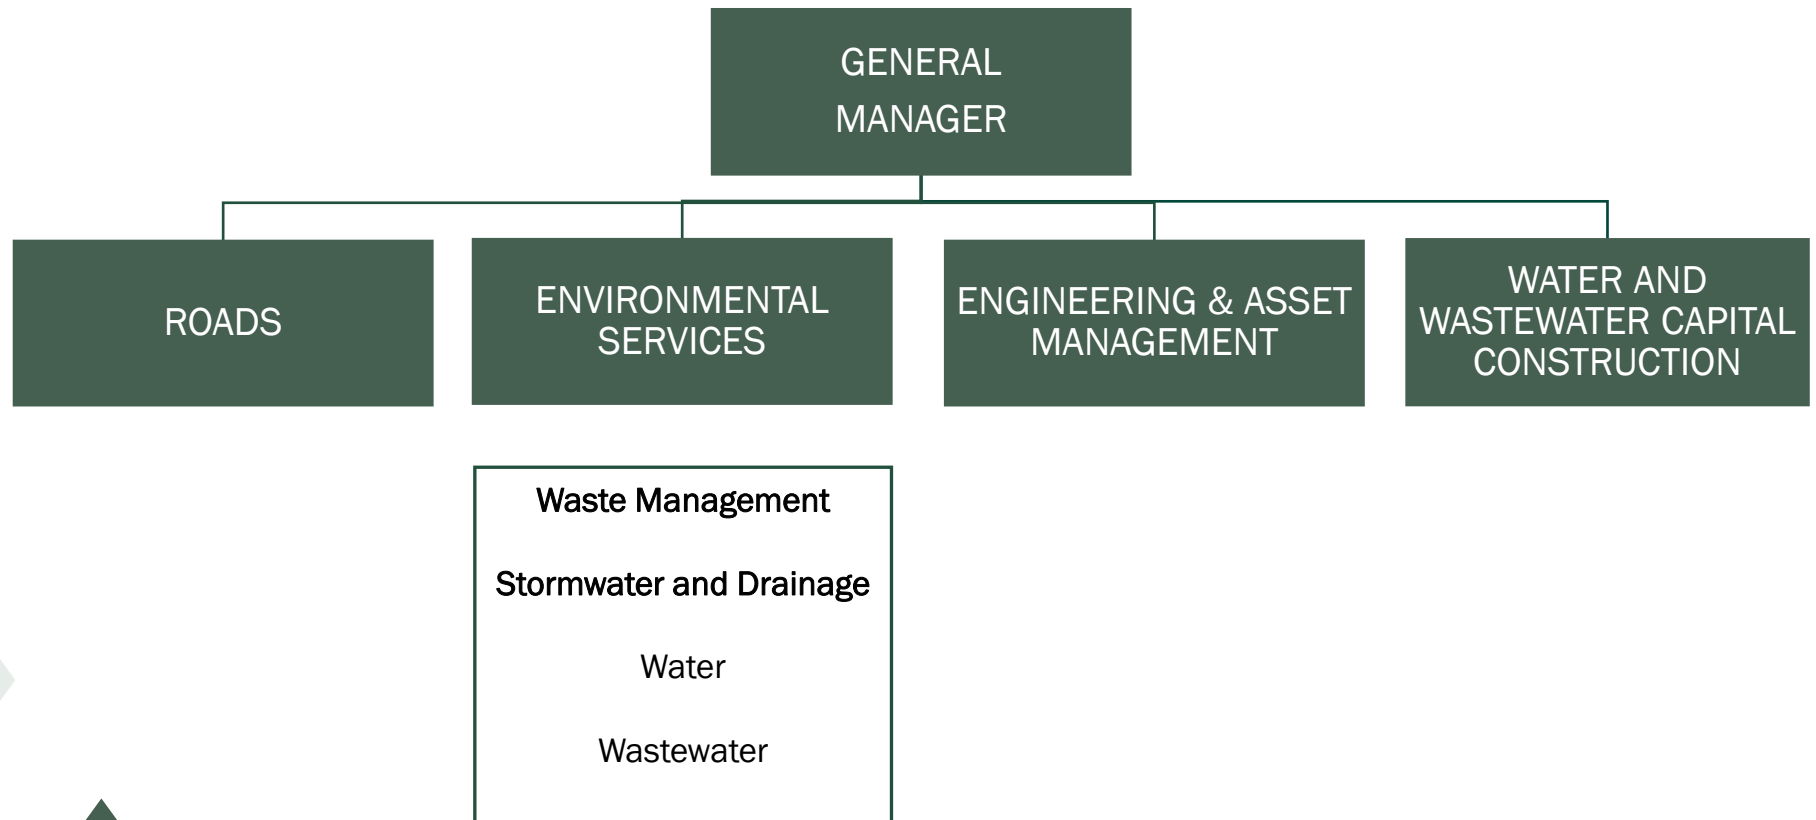 GENERAL
MANAGER
ROADS
ENVIRONMENTAL
SERVICES
ENGINEERING & ASSET
MANAGEMENT
WATER AND
WASTEWATER CAPITAL
CONSTRUCTION
Waste Management
Stormwater and Drainage
Water
Wastewater